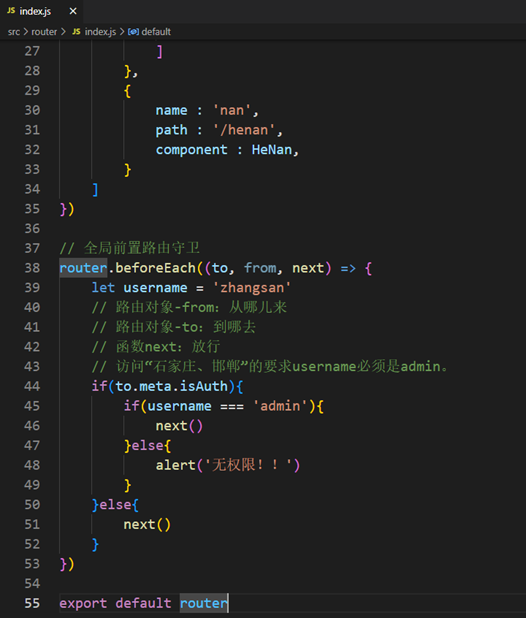 JS index.js ×
src > router > JS index.js > default
27 ]
28 },
29 {
30 name : 'nan',
31 path : '/henan',
32 component : HeNan,
33 }
34 ]
35 })
36
37 // 全局前置路由守卫
38 router.beforeEach((to, from, next) => {
39 let username = 'zhangsan'
40 // 路由对象-from：从哪儿来
41 // 路由对象-to：到哪去
42 // 函数next：放行
43 // 访问“石家庄、邯郸”的要求username必须是admin。
44 if(to.meta.isAuth){
45 if(username === 'admin'){
46 next()
47 }else{
48 alert('无权限！！')
49 }
50 }else{
51 next()
52 }
53 })
54
55 export default router